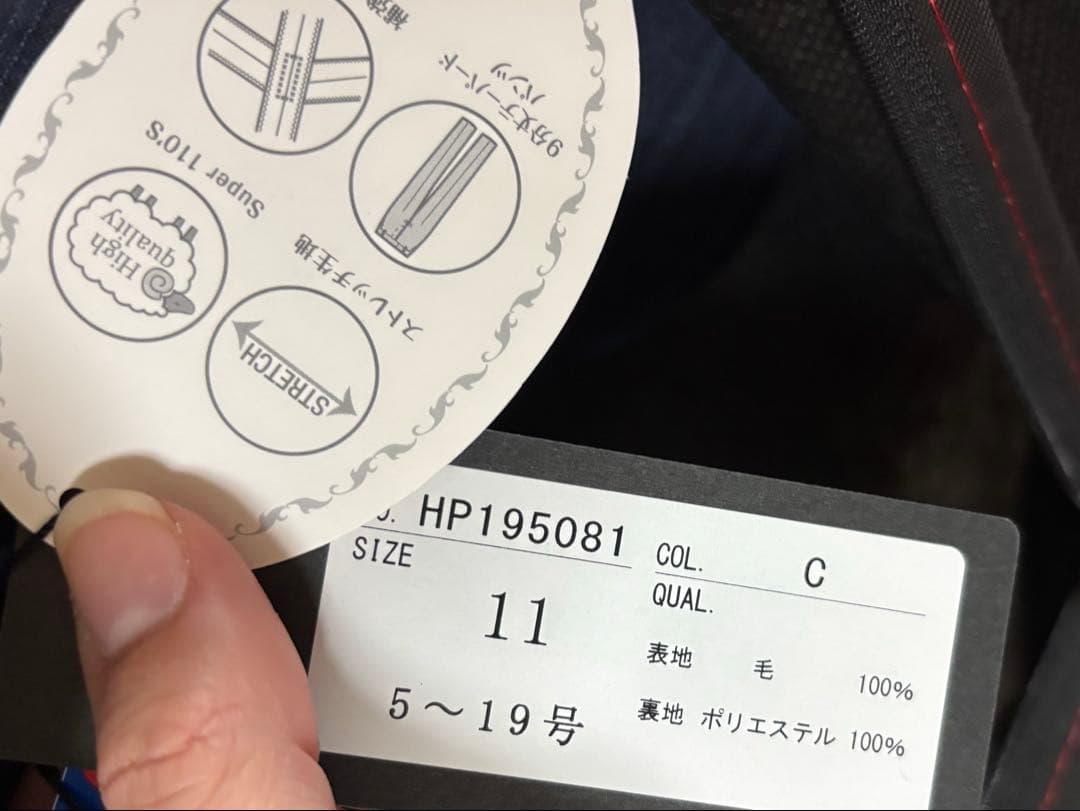 補強
9分丈テーパード
パンツ
Super 110'S
High
quality
ストレッチ生地
STRETCH
HP195081
SIZE
11
5～19号
COL. C
QUAL.
表地 毛 100%
裏地 ポリエステル 100%